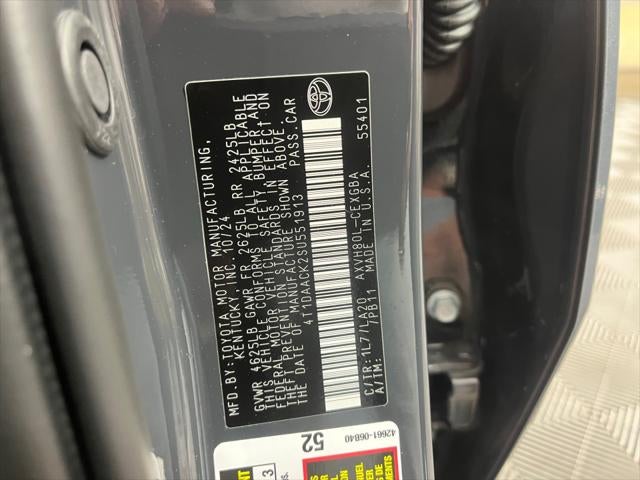 MFD.BY: TOYOTA MOTOR MANUFACTURING,
KENTUCKY, INC. 10/24
GVWR 4625LB GAWR FR 2625LB RR 2425LB
THIS VEHICLE CONFORMS TO ALL APPLICABLE
FEDERAL MOTOR VEHICLE SAFETY, BUMPER AND
THEFT PREVENTION STANDARDS IN EFFECT ON
THE DATE OF MANUFACTURE SHOWN ABOVE.
4T1DAACK2SU551913 PASS.CAR
C/TR:1L7/LA20 AXVH80L-CEXGBA
A/TM: 7PB11 MADE IN U.S.A.
55401
52
42661-06B40